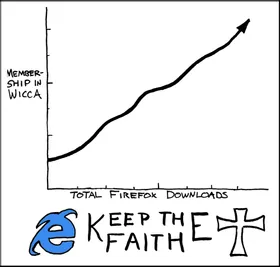 MEMBER-
SHIP IN
WICCA
TOTAL FIREFOX DOWNLOADS
KEEP THE
FAITH